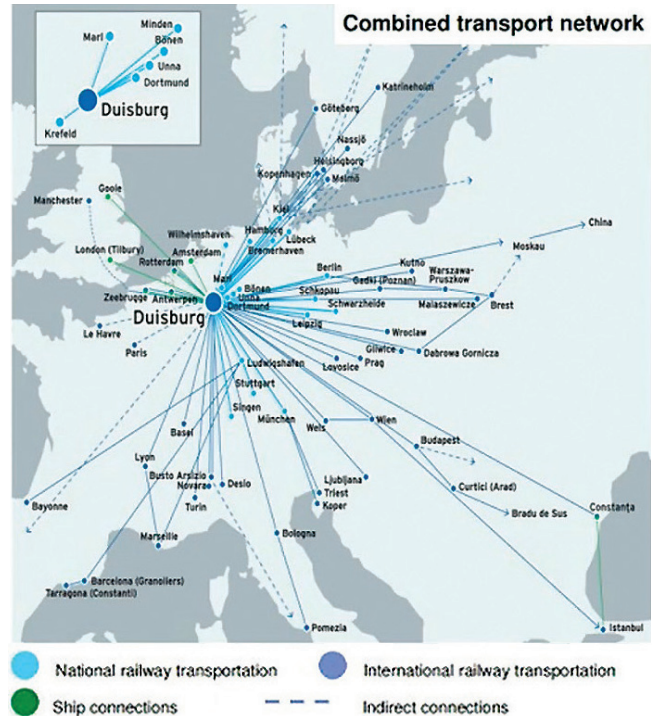 Combined transport network
Minden
Marl
Bönen
Unna
Dortmund
Duisburg
Krefeld
Katrineholm
Göteborg
Nassjö
Helsingborg
Kopenhagen
Malmö
Goole
Manchester
Kiel
Wilhelmshaven
Hamburg
Lübeck
Bremerhaven
China
Moskau
London (Tilbury)
Amsterdam
Rotterdam
Berlin
Kutno
Warszawa-
Pruszkow
Marl
Bönen
Unna
Dortmund
Schkopau
Gadki (Poznan)
Zeebrugge
Antwerpen
Schwarzheide
Malaszewicze
Brest
Duisburg
Leipzig
Le Havre
Wroclaw
Paris
Gliwice
Dabrowa Gornicza
Ludwigshafen
Lovosice
Prag
Stuttgart
Singen
München
Wels
Wien
Basel
Budapest
Lyon
Busto Arsizio
Novara
Desio
Ljubljana
Curtici (Arad)
Turin
Triest
Koper
Bradu de Sus
Constanţa
Bayonne
Marseille
Bologna
Barcelona (Granollers)
Tarragona (Constanti)
Pomezia
Istanbul
National railway transportation
International railway transportation
Ship connections
Indirect connections